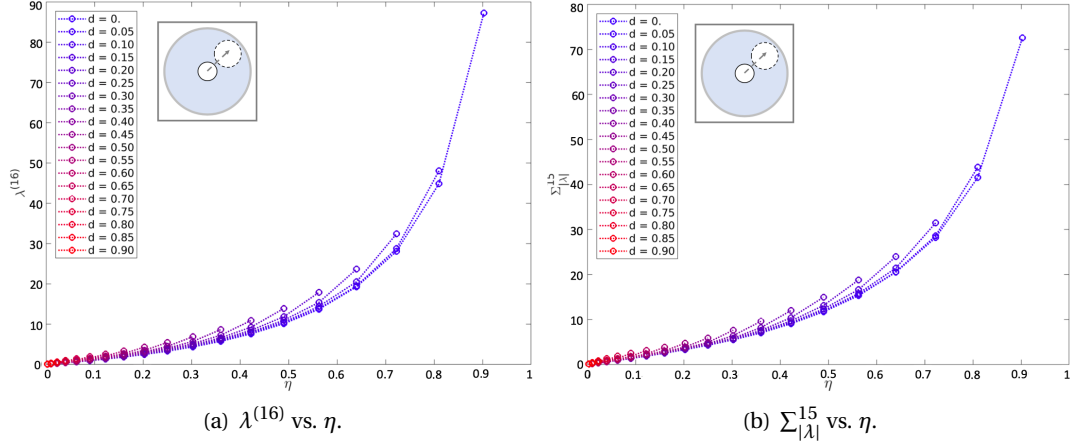 90
80
70
60
50
40
30
20
10
0
λ^(16)
d = 0.
d = 0.05
d = 0.10
d = 0.15
d = 0.20
d = 0.25
d = 0.30
d = 0.35
d = 0.40
d = 0.45
d = 0.50
d = 0.55
d = 0.60
d = 0.65
d = 0.70
d = 0.75
d = 0.80
d = 0.85
d = 0.90
0 0.1 0.2 0.3 0.4 0.5 0.6 0.7 0.8 0.9 1
η
(a) λ^(16) vs. η.
80
70
60
50
40
30
20
10
0
Σ^15_|λ|
d = 0.
d = 0.05
d = 0.10
d = 0.15
d = 0.20
d = 0.25
d = 0.30
d = 0.35
d = 0.40
d = 0.45
d = 0.50
d = 0.55
d = 0.60
d = 0.65
d = 0.70
d = 0.75
d = 0.80
d = 0.85
d = 0.90
0 0.1 0.2 0.3 0.4 0.5 0.6 0.7 0.8 0.9 1
η
(b) Σ^15_|λ| vs. η.